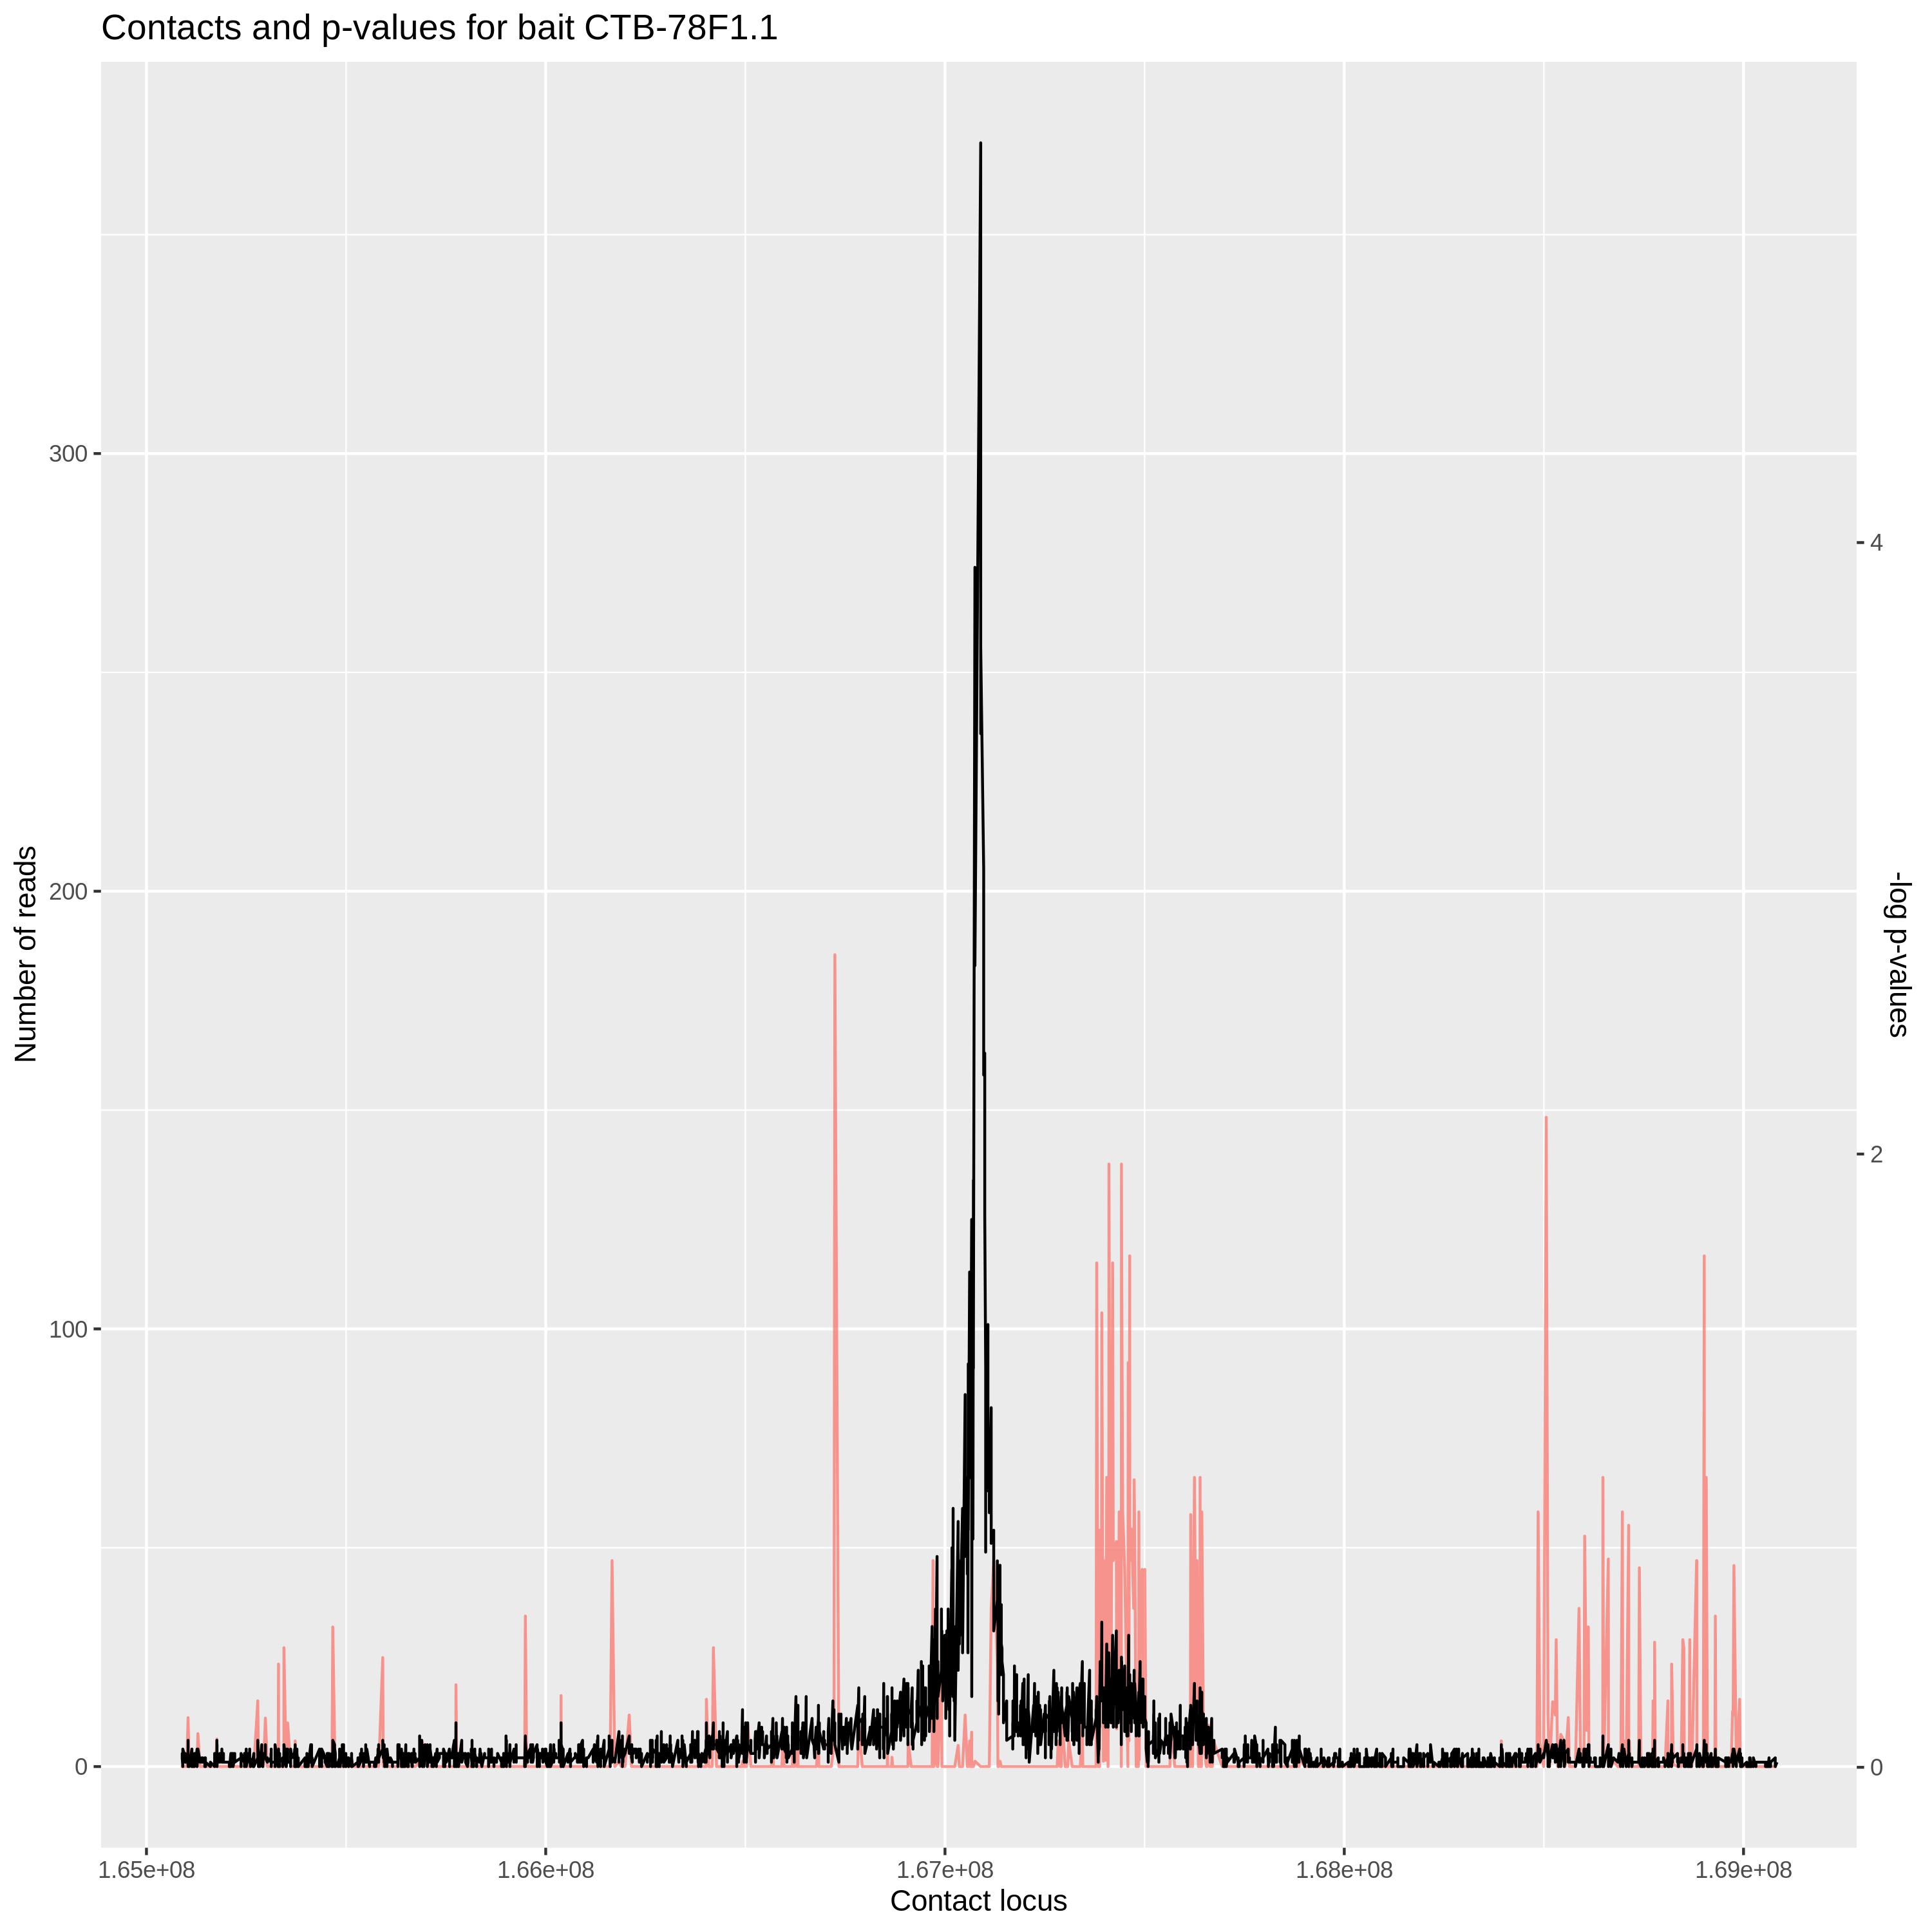 Contacts and p-values for bait CTB-78F1.1
Number of reads
300
200
100
0
-log p-values
4
2
0
1.65e+08
1.66e+08
1.67e+08
1.68e+08
1.69e+08
Contact locus